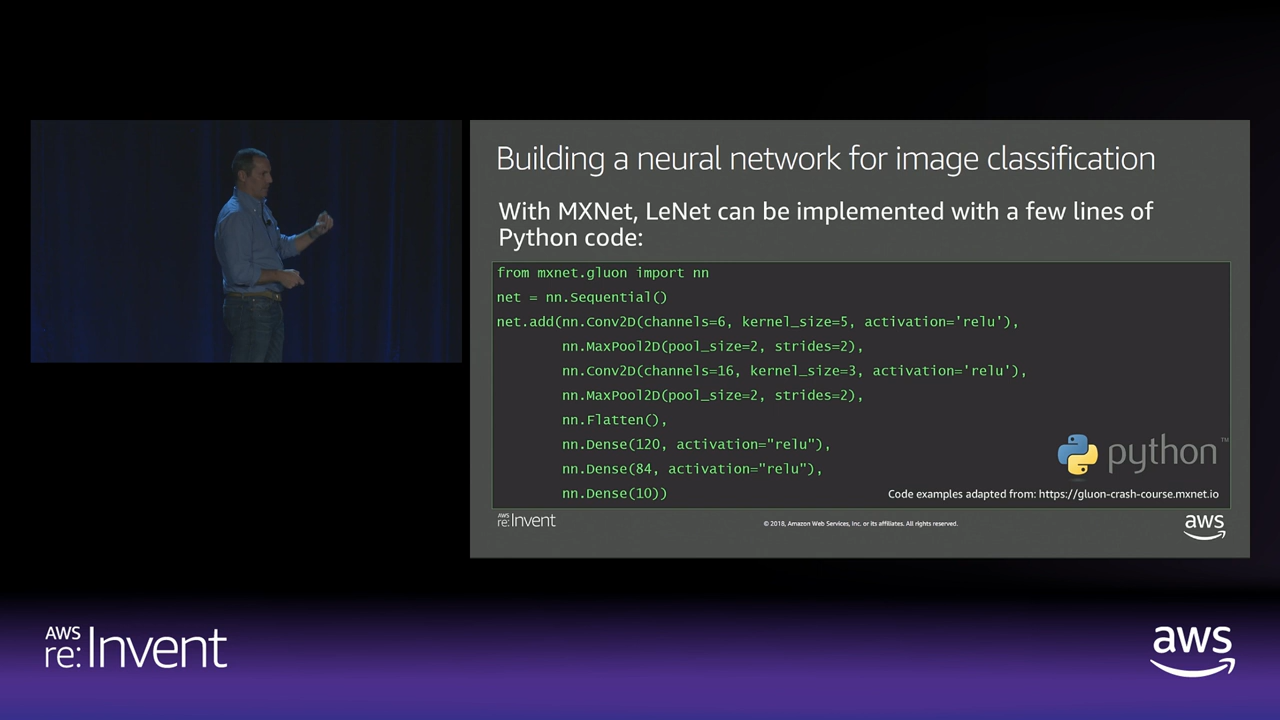 Building a neural network for image classification
With MXNet, LeNet can be implemented with a few lines of
Python code:
from mxnet.gluon import nn
net = nn.Sequential()
net.add(nn.Conv2D(channels=6, kernel_size=5, activation='relu'),
nn.MaxPool2D(pool_size=2, strides=2),
nn.Conv2D(channels=16, kernel_size=3, activation='relu'),
nn.MaxPool2D(pool_size=2, strides=2),
nn.Flatten(),
nn.Dense(120, activation="relu"),
nn.Dense(84, activation="relu"),
nn.Dense(10))
python™
Code examples adapted from: https://gluon-crash-course.mxnet.io
AWS
re:Invent
© 2018, Amazon Web Services, Inc. or its affiliates. All rights reserved.
aws
AWS
re:Invent
aws